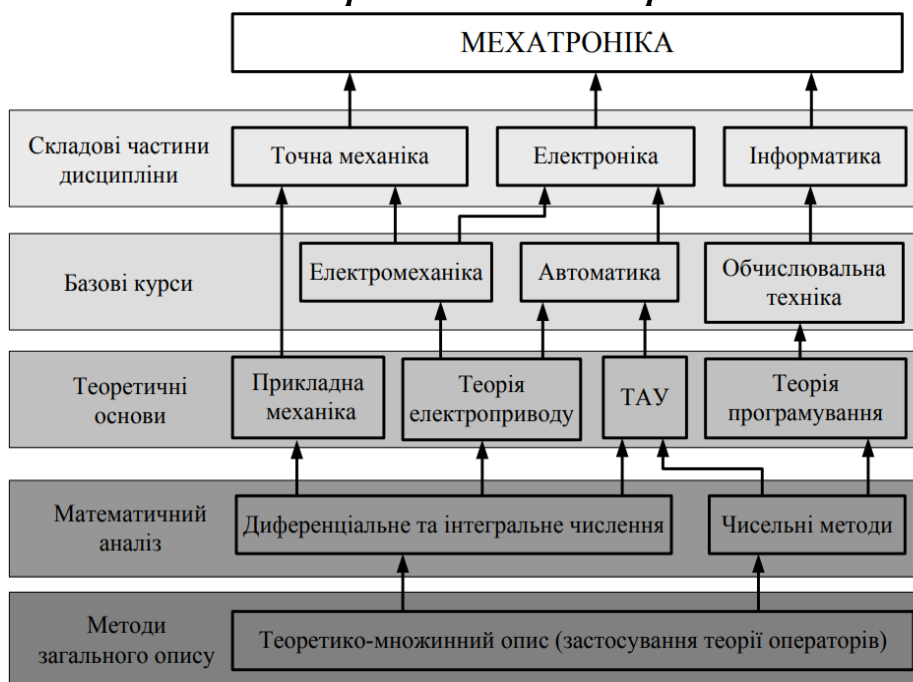 МЕХАТРОНІКА
Складові частини
дисципліни
Точна механіка
Електроніка
Інформатика
Базові курси
Електромеханіка
Автоматика
Обчислювальна
техніка
Теоретичні
основи
Прикладна
механіка
Теорія
електроприводу
ТАУ
Теорія
програмування
Математичний
аналіз
Диференціальне та інтегральне числення
Чисельні методи
Методи
загального опису
Теоретико-множинний опис (застосування теорії операторів)